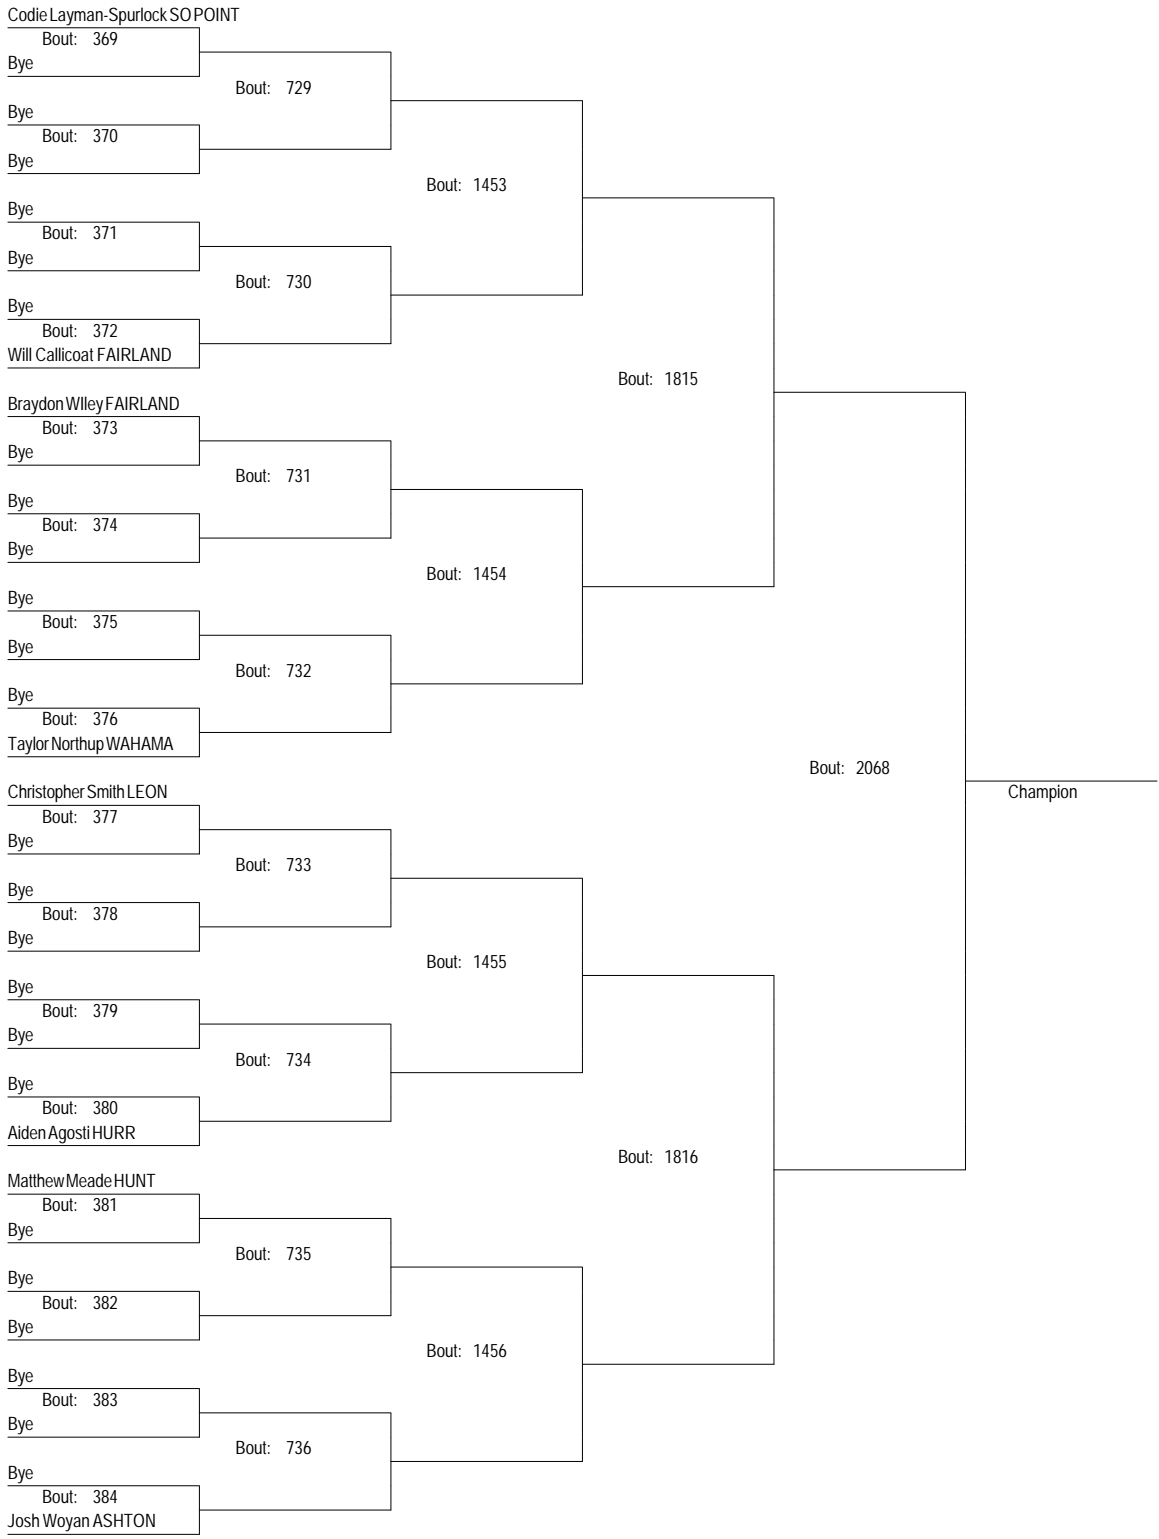 Codie Layman-Spurlock SO POINT
Bout: 369
Bye
Bout: 729
Bye
Bout: 370
Bye
Bout: 1453
Bye
Bout: 371
Bye
Bout: 730
Bye
Bout: 372
Will Callicoat FAIRLAND
Bout: 1815
Braydon WIley FAIRLAND
Bout: 373
Bye
Bout: 731
Bye
Bout: 374
Bye
Bout: 1454
Bye
Bout: 375
Bye
Bout: 732
Bye
Bout: 376
Taylor Northup WAHAMA
Bout: 2068
Champion
Christopher Smith LEON
Bout: 377
Bye
Bout: 733
Bye
Bout: 378
Bye
Bout: 1455
Bye
Bout: 379
Bye
Bout: 734
Bye
Bout: 380
Aiden Agosti HURR
Bout: 1816
Matthew Meade HUNT
Bout: 381
Bye
Bout: 735
Bye
Bout: 382
Bye
Bout: 1456
Bye
Bout: 383
Bye
Bout: 736
Bye
Bout: 384
Josh Woyan ASHTON